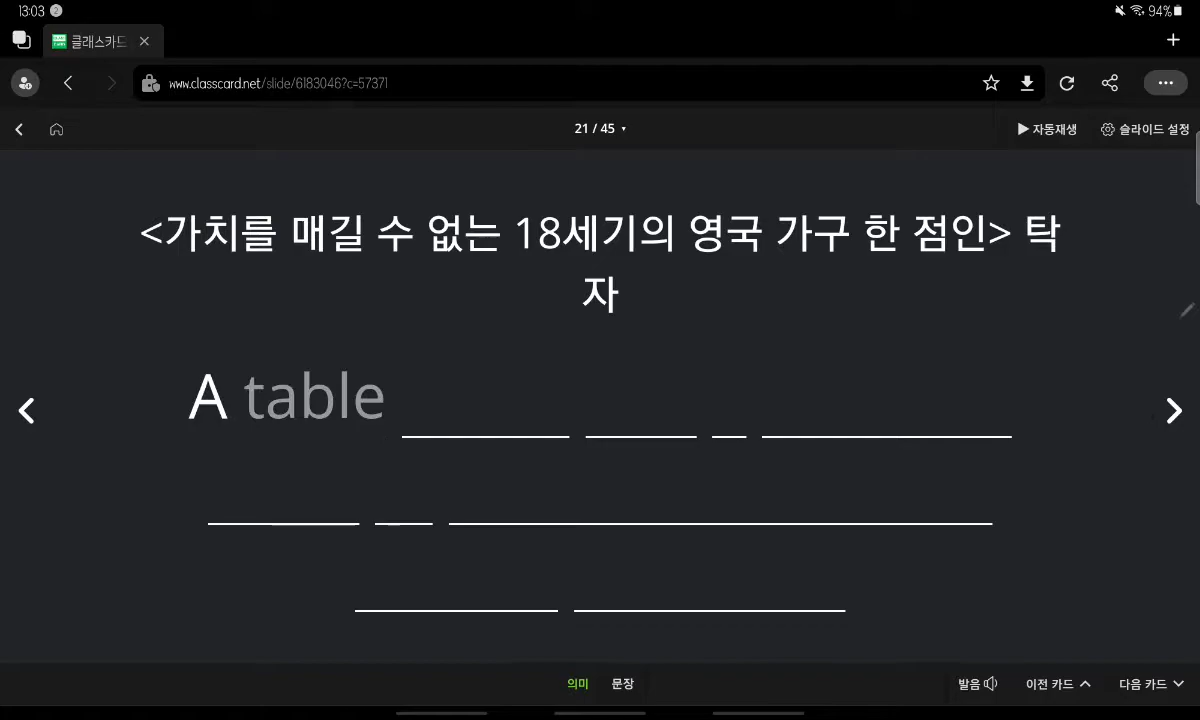 13:03 2
94%
클래스카드
www.classcard.net/slide/6183046?c=57371
21 / 45
자동재생
슬라이드 설정
<가치를 매길 수 없는 18세기의 영국 가구 한 점인> 탁
자
A table
의미
문장
발음
이전 카드
다음 카드